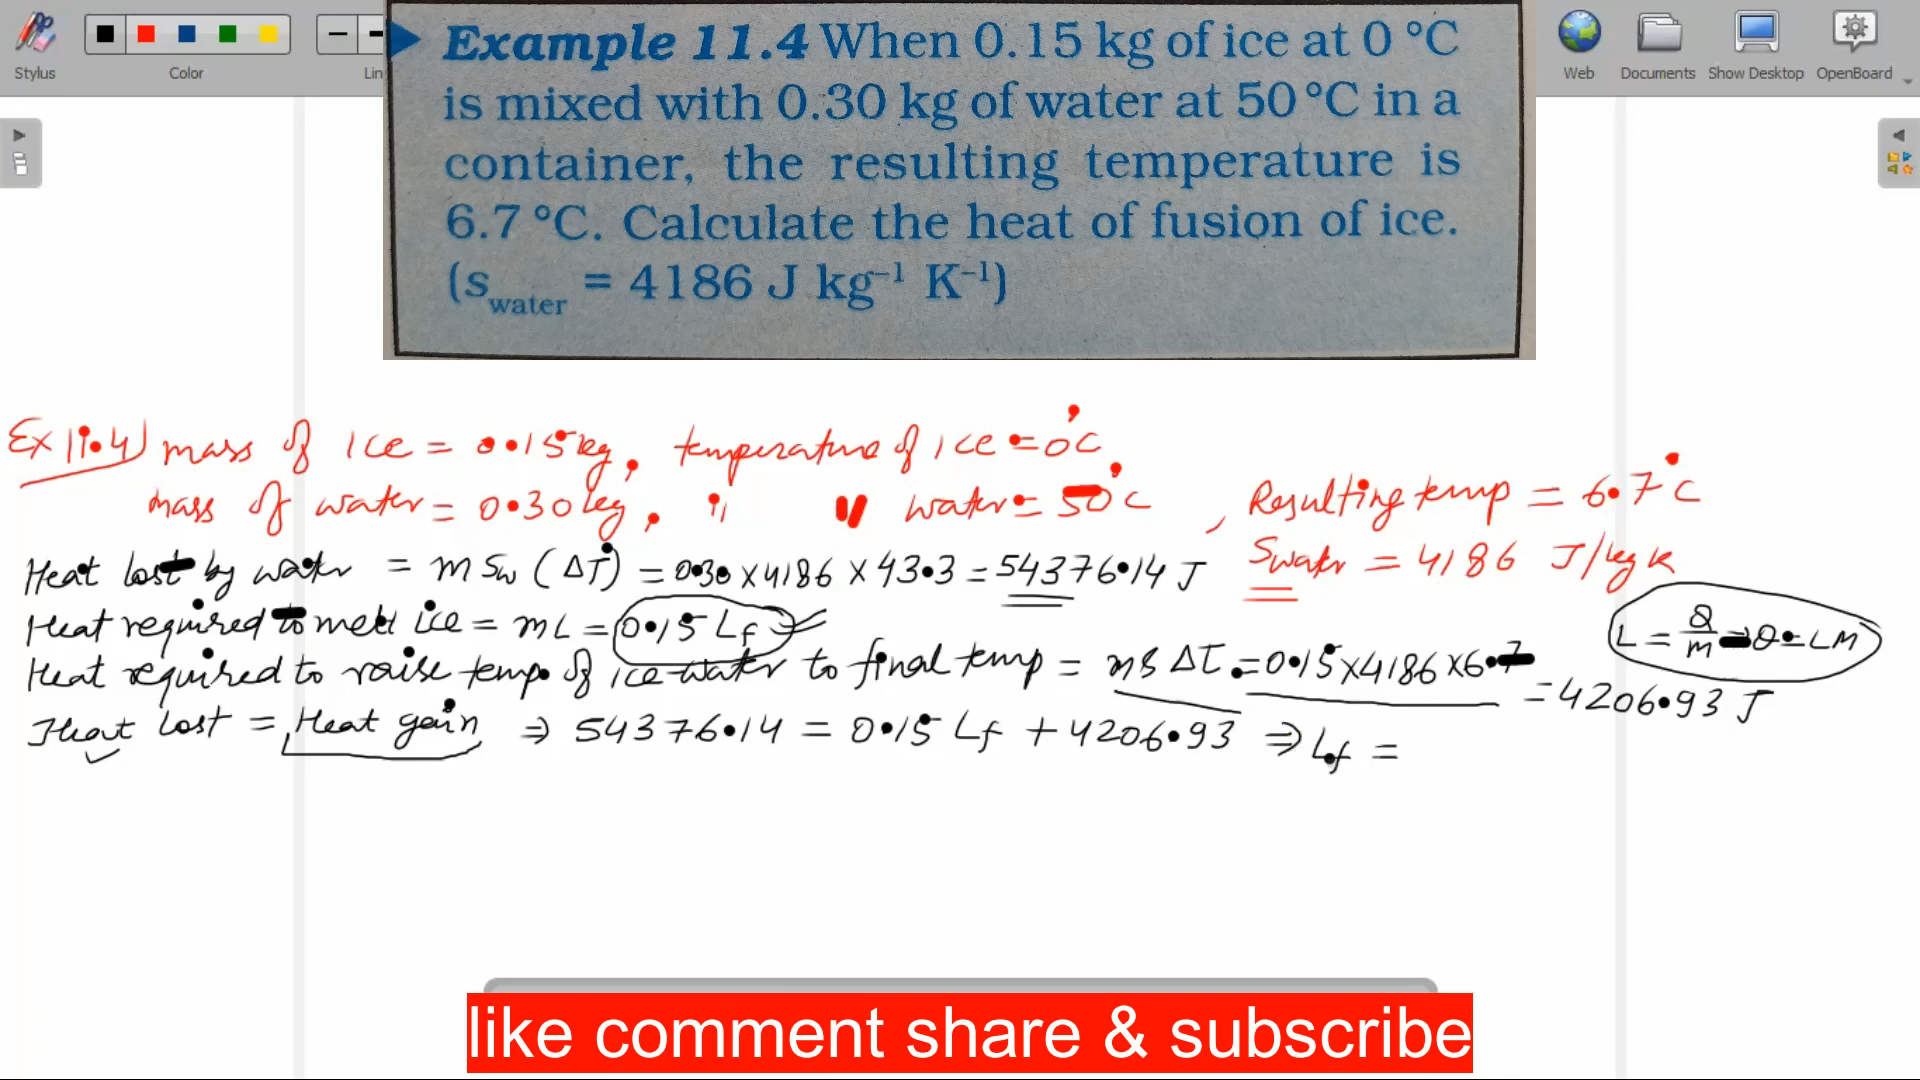 Stylus
Color
Lin
Web
Documents
Show Desktop
OpenBoard
Example 11.4 When 0.15 kg of ice at 0 °C
is mixed with 0.30 kg of water at 50 °C in a
container, the resulting temperature is
6.7 °C. Calculate the heat of fusion of ice.
(s_water = 4186 J kg⁻¹ K⁻¹)
Ex 11.4) mass of ice = 0.15 kg, temperature of ice = 0°C,
mass of water = 0.30 kg, " " water = 50°C, Resulting temp = 6.7°C
Swater = 4186 J/kg K
Heat lost by water = m Sw (ΔT) = 0.30 × 4186 × 43.3 = 54376.14 J
Heat required to melt ice = mL = 0.15 Lf
L = Q/m ⇒ Q = LM
Heat required to raise temp. of ice water to final temp = m S ΔT = 0.15 × 4186 × 6.7
= 4206.93 J
Heat lost = Heat gain ⇒ 54376.14 = 0.15 Lf + 4206.93 ⇒ Lf =
like comment share & subscribe